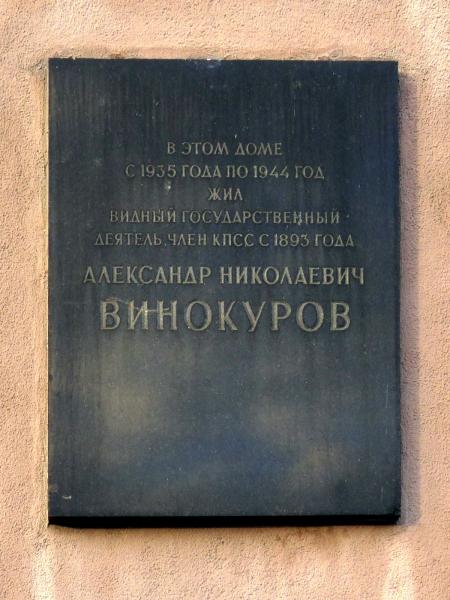 В ЭТОМ ДОМЕ
С 1935 ГОДА ПО 1944 ГОД
ЖИЛ
ВИДНЫЙ ГОСУДАРСТВЕННЫЙ
ДЕЯТЕЛЬ, ЧЛЕН КПСС С 1893 ГОДА
АЛЕКСАНДР НИКОЛАЕВИЧ
ВИНОКУРОВ